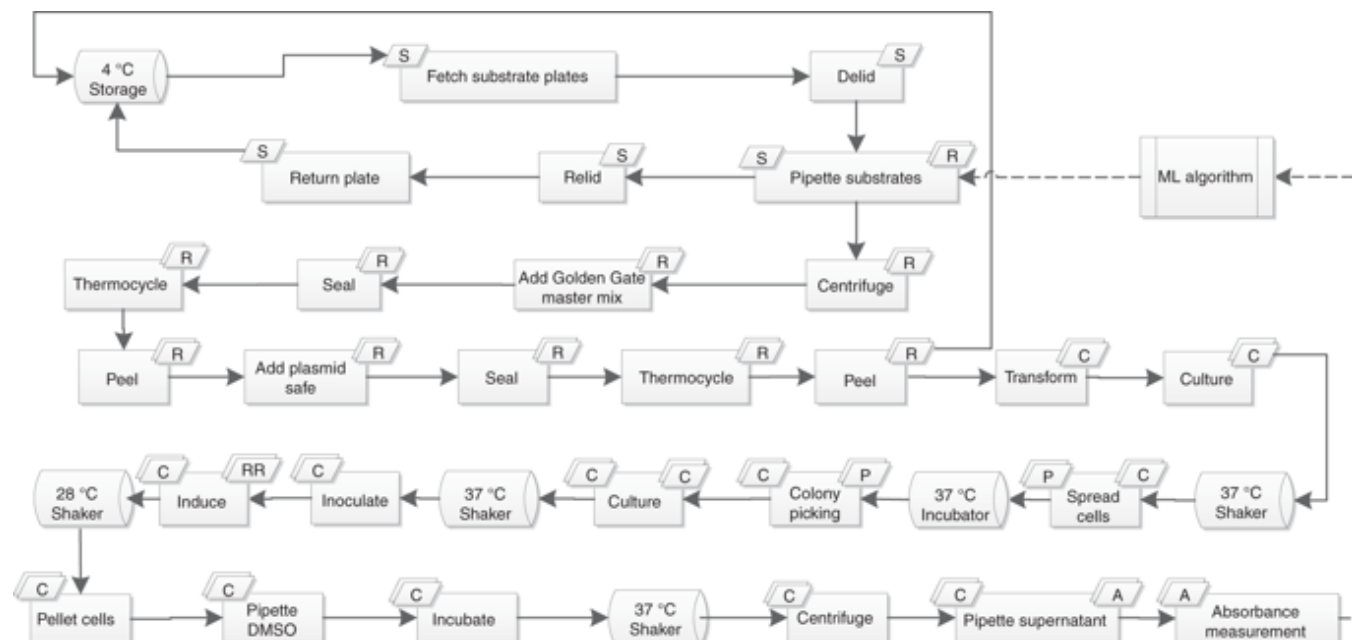 4 °C
Storage
S
Fetch substrate plates
S
Delid
S
Return plate
S
Relid
S
S
Pipette substrates
R
ML algorithm
Thermocycle
R
Seal
R
Add Golden Gate
master mix
R
Centrifuge
R
Peel
R
Add plasmid
safe
R
Seal
R
Thermocycle
R
Peel
R
Transform
C
Culture
C
28 °C
Shaker
C
Induce
RR
C
Inoculate
37 °C
Shaker
C
Culture
C
C
Colony
picking
P
37 °C
Incubator
P
Spread
cells
C
37 °C
Shaker
C
Pellet cells
C
Pipette
DMSO
C
Incubate
37 °C
Shaker
C
Centrifuge
C
Pipette supernatant
A
A
Absorbance
measurement